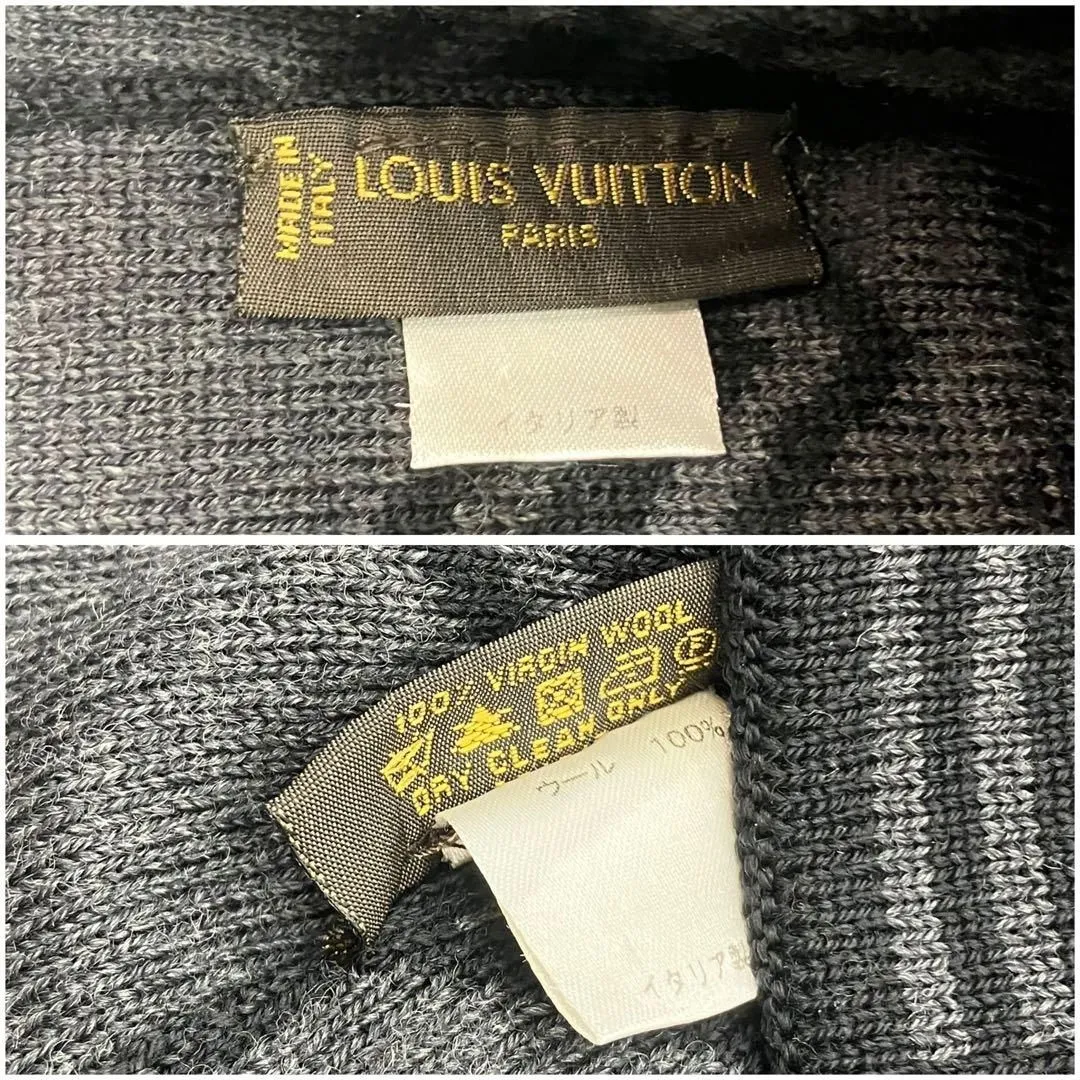 MADE IN
ITALY
LOUIS VUITTON
PARIS
イタリア製
100% VIRGIN WOOL
DRY CLEAN ONLY
ウール 100%
イタリア製